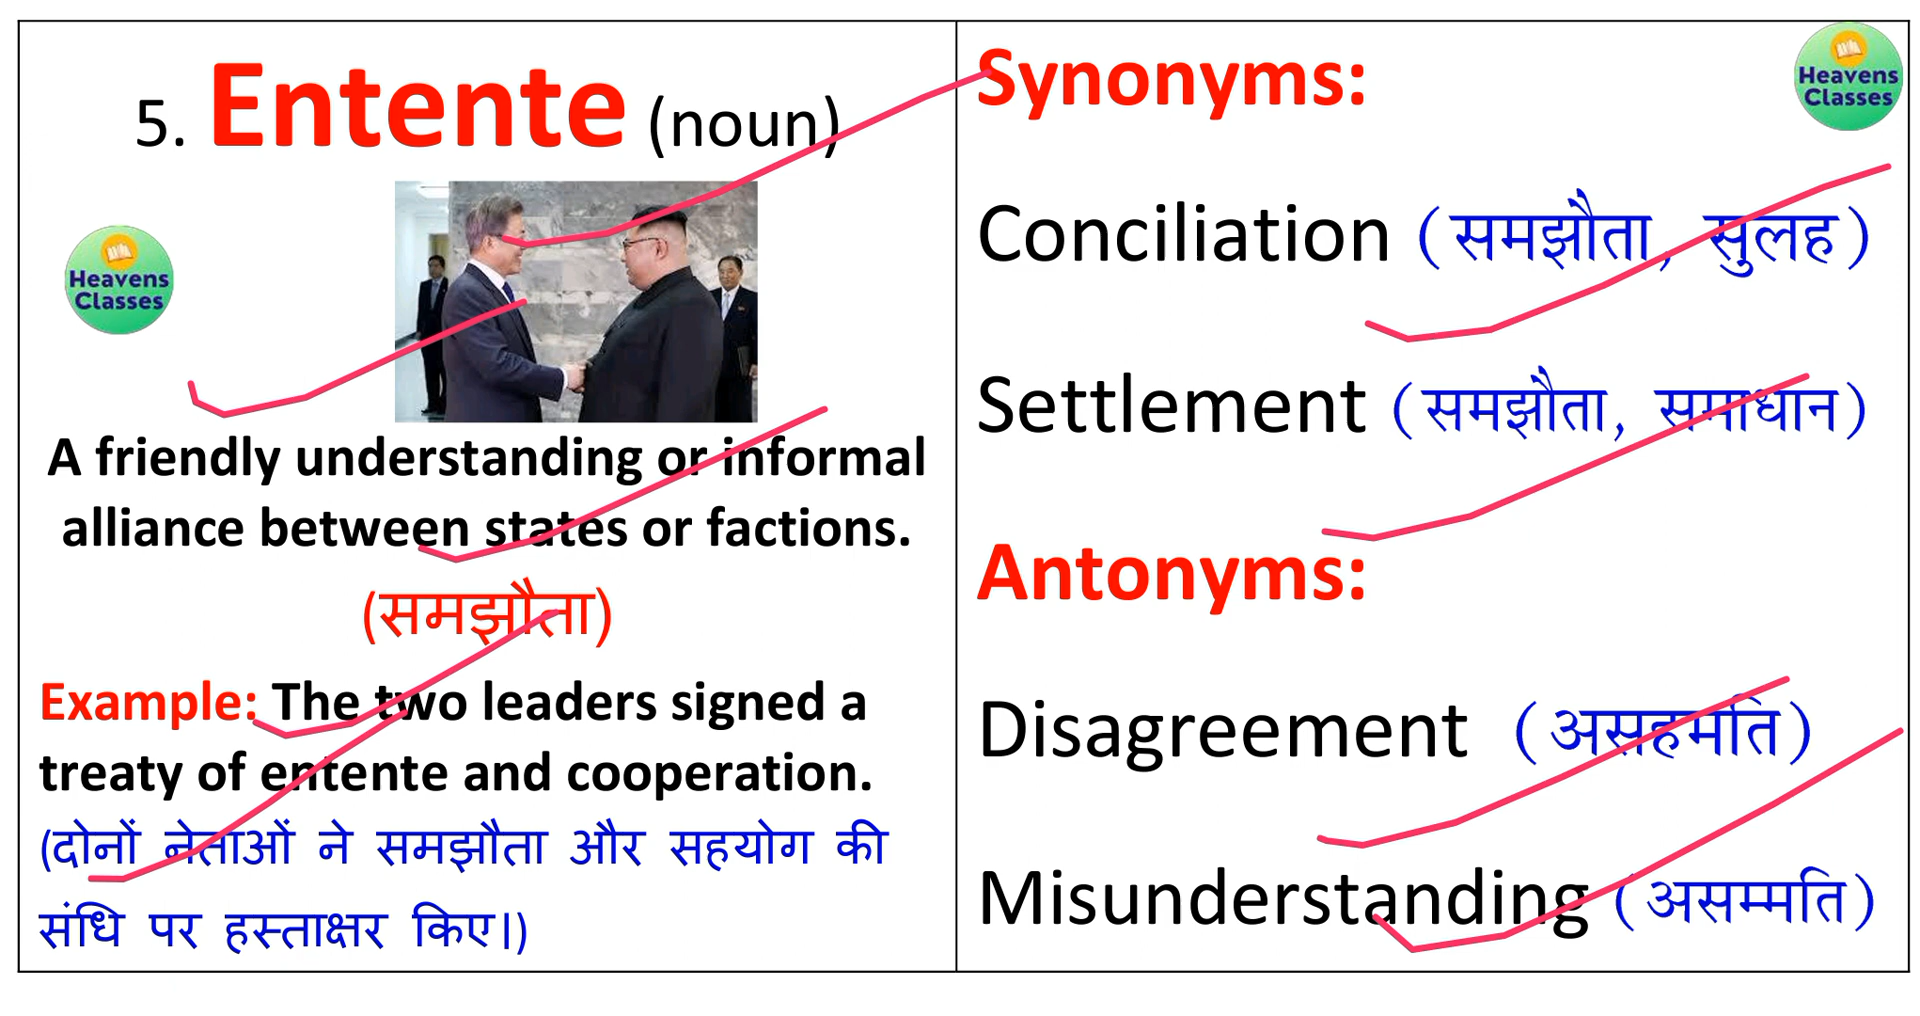 5. Entente (noun)
Heavens
Classes
A friendly understanding or informal
alliance between states or factions.
(समझौता)
Example: The two leaders signed a
treaty of entente and cooperation.
(दोनों नेताओं ने समझौता और सहयोग की
संधि पर हस्ताक्षर किए।)
Synonyms:
Heavens
Classes
Conciliation (समझौता, सुलह)
Settlement (समझौता, समाधान)
Antonyms:
Disagreement (असहमति)
Misunderstanding (असम्मति)